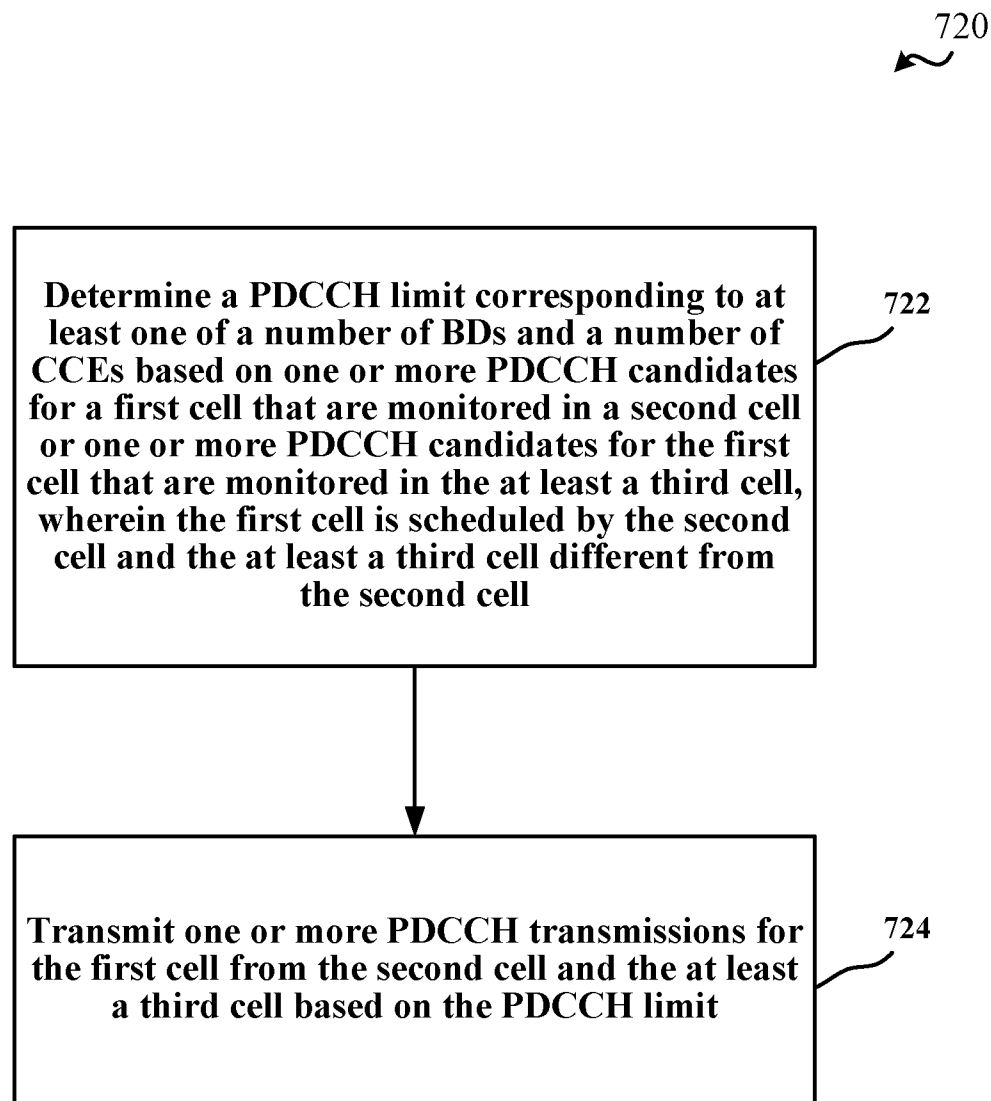 720
Determine a PDCCH limit corresponding to at
least one of a number of BDs and a number of
CCEs based on one or more PDCCH candidates
for a first cell that are monitored in a second cell
or one or more PDCCH candidates for the first
cell that are monitored in the at least a third cell,
wherein the first cell is scheduled by the second
cell and the at least a third cell different from
the second cell
722
Transmit one or more PDCCH transmissions for
the first cell from the second cell and the at least
a third cell based on the PDCCH limit
724